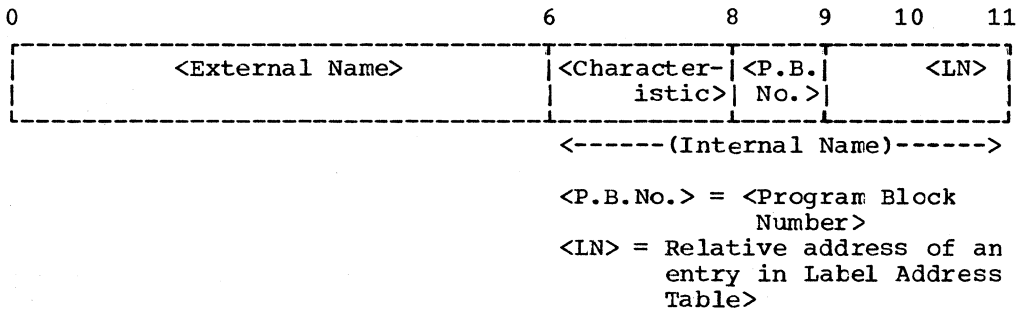 0 6 8 9 10 11
<External Name> <Character- <P.B. <LN>
istic> No.>
<------(Internal Name)------>
<P.B.No.> = <Program Block
Number>
<LN> = Relative address of an
entry in Label Address
Table>